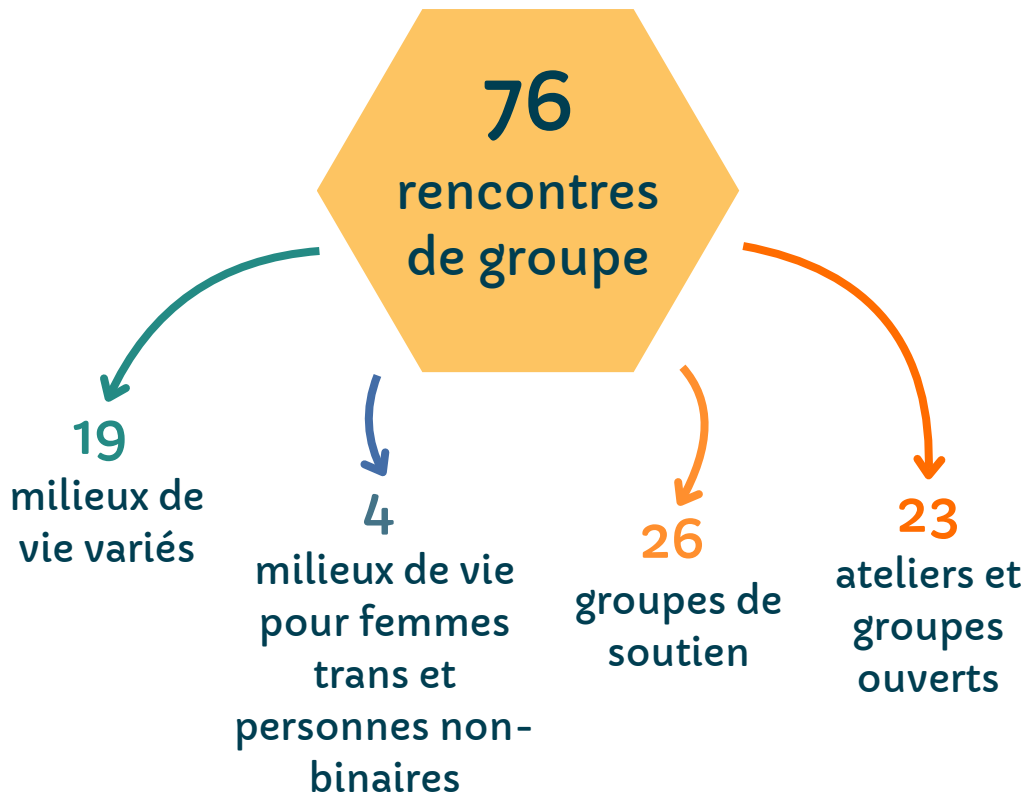 76
rencontres
de groupe
19
milieux de
vie variés
4
milieux de vie
pour femmes
trans et
personnes non-
binaires
26
groupes de
soutien
23
ateliers et
groupes
ouverts